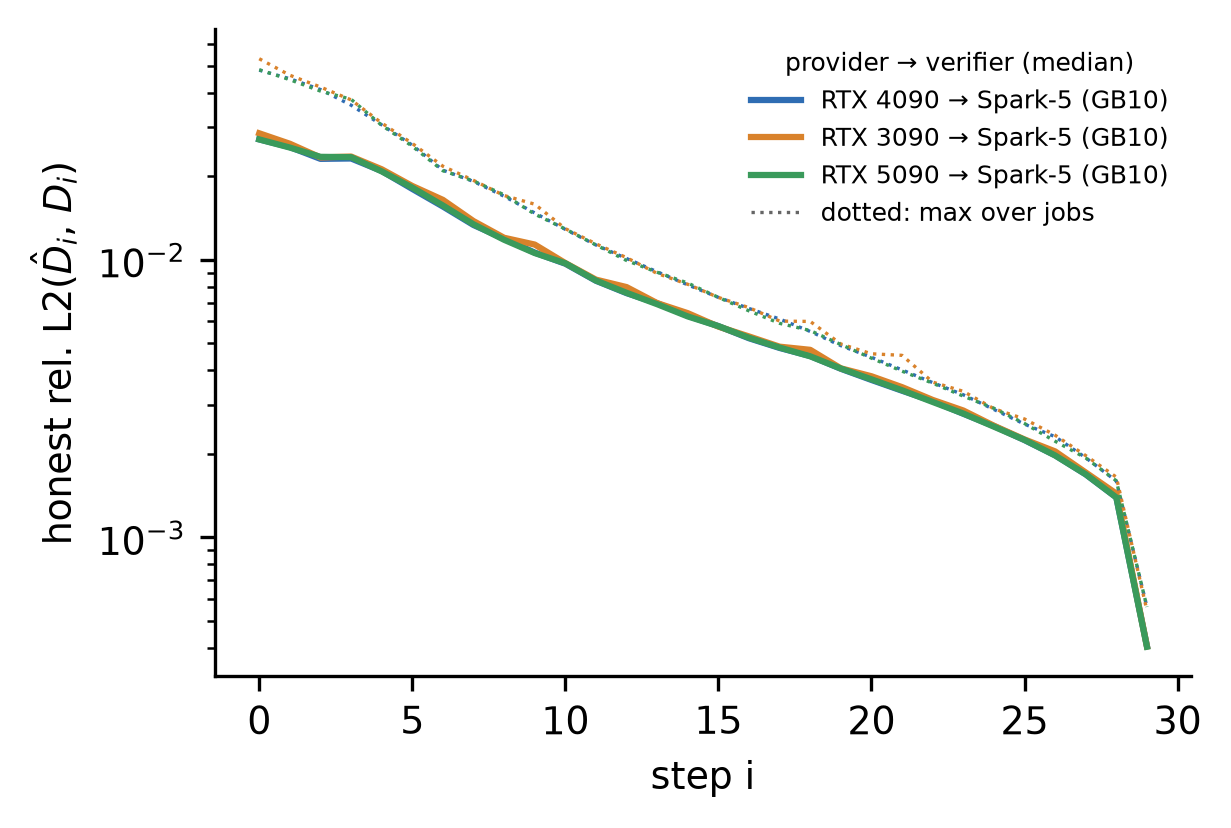 honest rel. L2(D̂ᵢ, Dᵢ)
10⁻²
10⁻³
provider → verifier (median)
RTX 4090 → Spark-5 (GB10)
RTX 3090 → Spark-5 (GB10)
RTX 5090 → Spark-5 (GB10)
dotted: max over jobs
0 5 10 15 20 25 30
step i